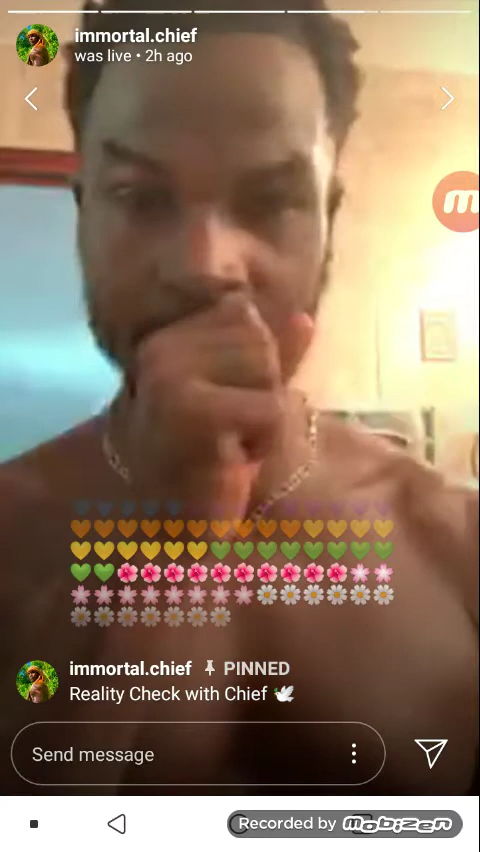 immortal.chief
was live • 2h ago
immortal.chief PINNED
Reality Check with Chief 🕊️
Send message
Recorded by mobizen